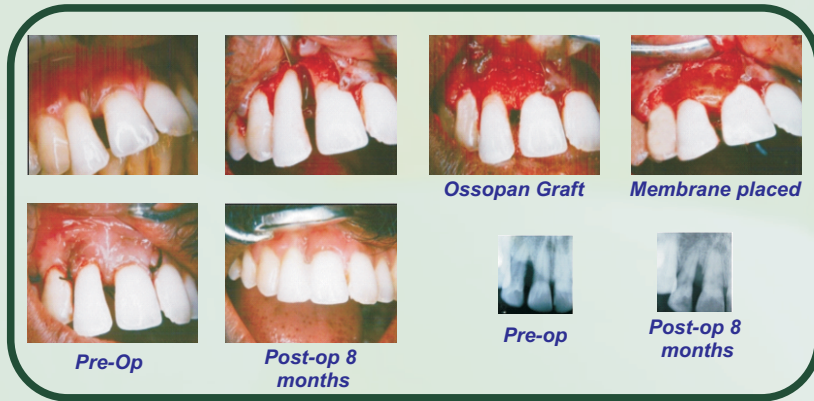 Ossopan Graft
Membrane placed
Pre-Op
Post-op 8
months
Pre-op
Post-op 8
months